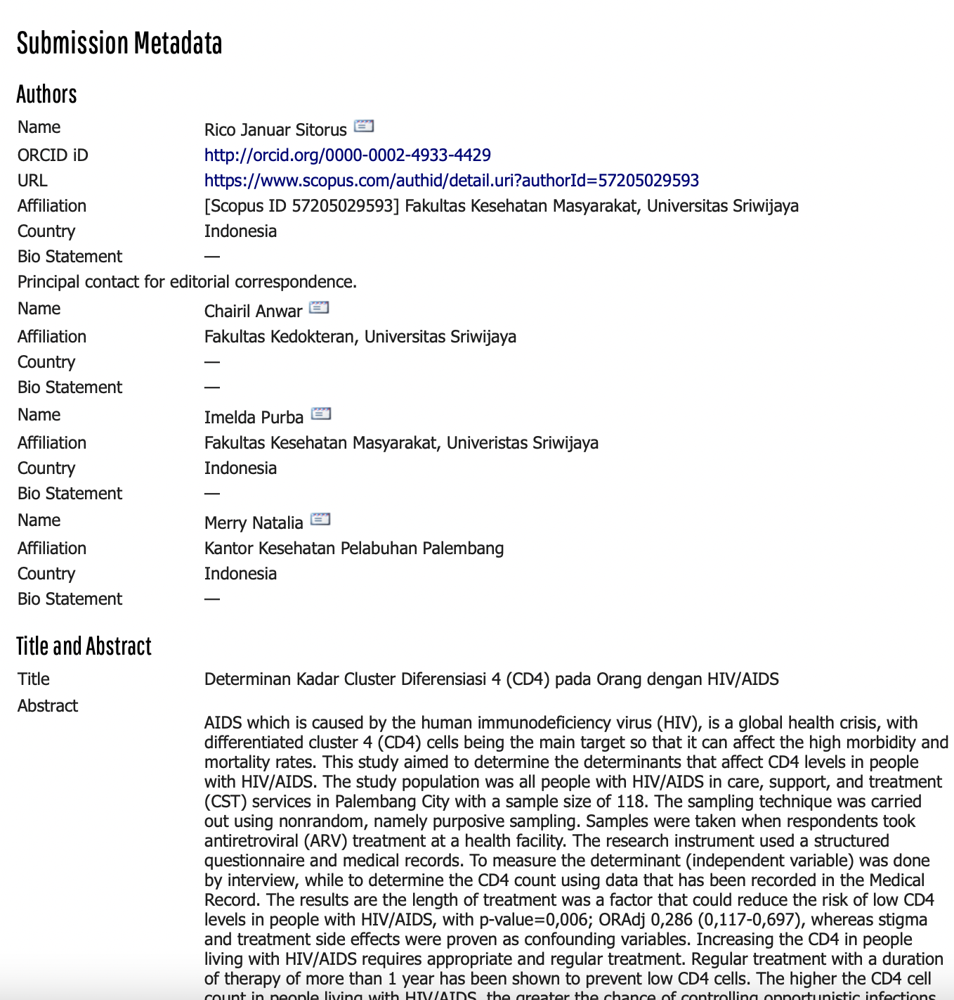 Submission Metadata
Authors
Name Rico Januar Sitorus
ORCID iD http://orcid.org/0000-0002-4933-4429
URL https://www.scopus.com/authid/detail.uri?authorId=57205029593
Affiliation [Scopus ID 57205029593] Fakultas Kesehatan Masyarakat, Universitas Sriwijaya
Country Indonesia
Bio Statement —
Principal contact for editorial correspondence.
Name Chairil Anwar
Affiliation Fakultas Kedokteran, Universitas Sriwijaya
Country —
Bio Statement —
Name Imelda Purba
Affiliation Fakultas Kesehatan Masyarakat, Univeristas Sriwijaya
Country Indonesia
Bio Statement —
Name Merry Natalia
Affiliation Kantor Kesehatan Pelabuhan Palembang
Country Indonesia
Bio Statement —
Title and Abstract
Title Determinan Kadar Cluster Diferensiasi 4 (CD4) pada Orang dengan HIV/AIDS
Abstract
AIDS which is caused by the human immunodeficiency virus (HIV), is a global health crisis, with
differentiated cluster 4 (CD4) cells being the main target so that it can affect the high morbidity and
mortality rates. This study aimed to determine the determinants that affect CD4 levels in people
with HIV/AIDS. The study population was all people with HIV/AIDS in care, support, and treatment
(CST) services in Palembang City with a sample size of 118. The sampling technique was carried
out using nonrandom, namely purposive sampling. Samples were taken when respondents took
antiretroviral (ARV) treatment at a health facility. The research instrument used a structured
questionnaire and medical records. To measure the determinant (independent variable) was done
by interview, while to determine the CD4 count using data that has been recorded in the Medical
Record. The results are the length of treatment was a factor that could reduce the risk of low CD4
levels in people with HIV/AIDS, with p-value=0,006; ORAdj 0,286 (0,117-0,697), whereas stigma
and treatment side effects were proven as confounding variables. Increasing the CD4 in people
living with HIV/AIDS requires appropriate and regular treatment. Regular treatment with a duration
of therapy of more than 1 year has been shown to prevent low CD4 cells. The higher the CD4 cell
count in people living with HIV/AIDS, the greater the chance of controlling opportunistic infections